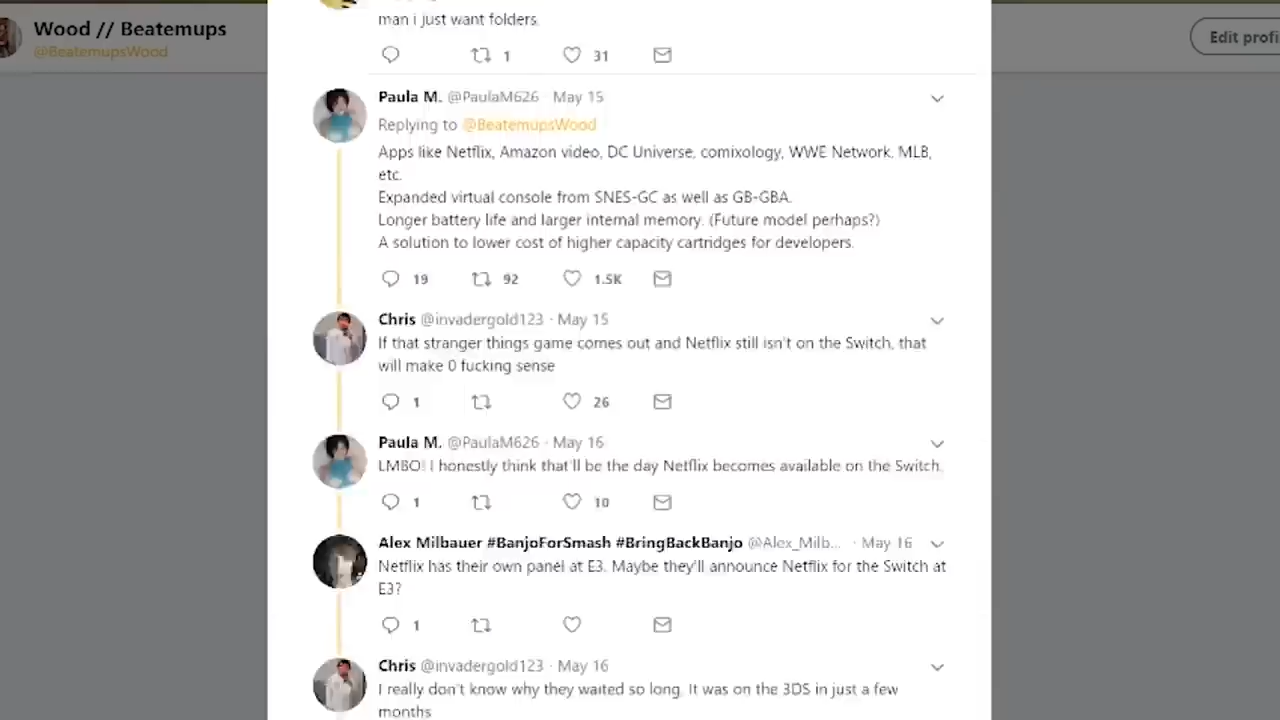 man i just want folders.
Wood // Beatemups
@BeatemupsWood
Edit profi
1 31
Paula M. @PaulaM626 · May 15
Replying to @BeatemupsWood
Apps like Netflix, Amazon video, DC Universe, comixology, WWE Network, MLB,
etc.
Expanded virtual console from SNES-GC as well as GB-GBA.
Longer battery life and larger internal memory. (Future model perhaps?)
A solution to lower cost of higher capacity cartridges for developers.
19 92 1.5K
Chris @invadergold123 · May 15
If that stranger things game comes out and Netflix still isn't on the Switch, that
will make 0 fucking sense
1 26
Paula M. @PaulaM626 · May 16
LMBO! I honestly think that'll be the day Netflix becomes available on the Switch.
1 10
Alex Milbauer #BanjoForSmash #BringBackBanjo @Alex_Milb... · May 16
Netflix has their own panel at E3. Maybe they'll announce Netflix for the Switch at
E3?
1
Chris @invadergold123 · May 16
I really don't know why they waited so long. It was on the 3DS in just a few
months